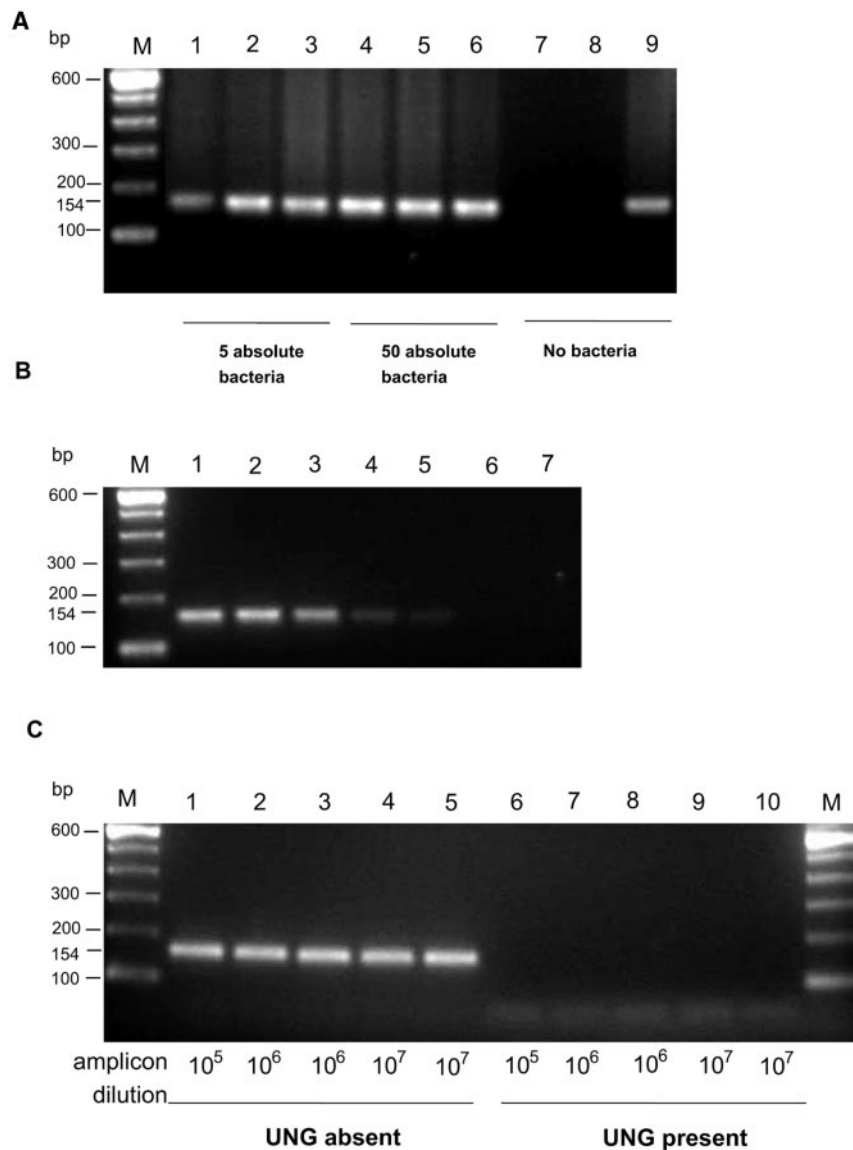 A
bp M 1 2 3 4 5 6 7 8 9
600
300
200
154
100
5 absolute bacteria
50 absolute bacteria
No bacteria
B
bp M 1 2 3 4 5 6 7
600
300
200
154
100
C
bp M 1 2 3 4 5 6 7 8 9 10 M
600
300
200
154
100
amplicon dilution 10⁵ 10⁶ 10⁶ 10⁷ 10⁷ 10⁵ 10⁶ 10⁶ 10⁷ 10⁷
UNG absent UNG present